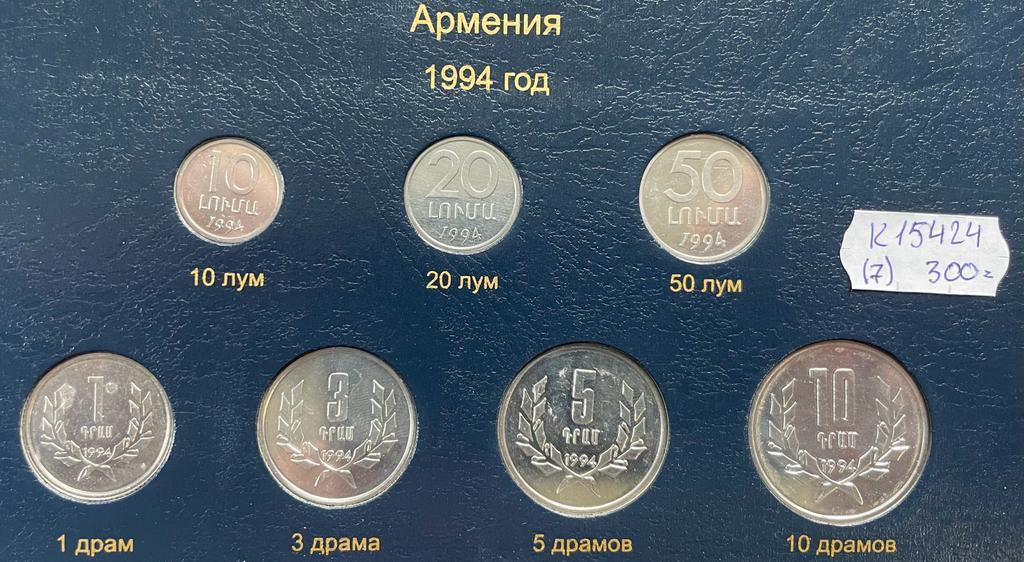 Армения
1994 год
10
ԼՈՒՄԱ
1994
20
ԼՈՒՄԱ
1994
50
ԼՈՒՄԱ
1994
10 лум
20 лум
50 лум
К 15424
(7) 300=
1
ԴՐԱՄ
1994
3
ԴՐԱՄ
1994
5
ԴՐԱՄ
1994
10
ԴՐԱՄ
1994
1 драм
3 драма
5 драмов
10 драмов